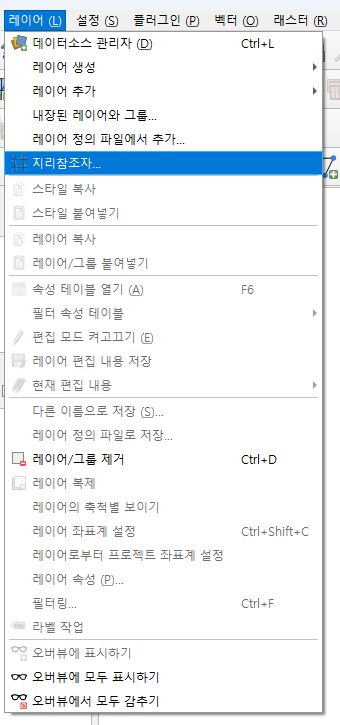 레이어 (L) 설정 (S) 플러그인 (P) 벡터 (O) 래스터 (R)
데이터소스 관리자 (D) Ctrl+L
레이어 생성
레이어 추가
내장된 레이어와 그룹...
레이어 정의 파일에서 추가...
지리참조자...
스타일 복사
스타일 붙여넣기
레이어 복사
레이어/그룹 붙여넣기
속성 테이블 열기 (A) F6
필터 속성 테이블
편집 모드 켜고끄기 (E)
레이어 편집 내용 저장
현재 편집 내용
다른 이름으로 저장 (S)...
레이어 정의 파일로 저장...
레이어/그룹 제거 Ctrl+D
레이어 복제
레이어의 축척별 보이기
레이어 좌표계 설정 Ctrl+Shift+C
레이어로부터 프로젝트 좌표계 설정
레이어 속성 (P)...
필터링... Ctrl+F
라벨 작업
오버뷰에 표시하기
오버뷰에 모두 표시하기
오버뷰에서 모두 감추기